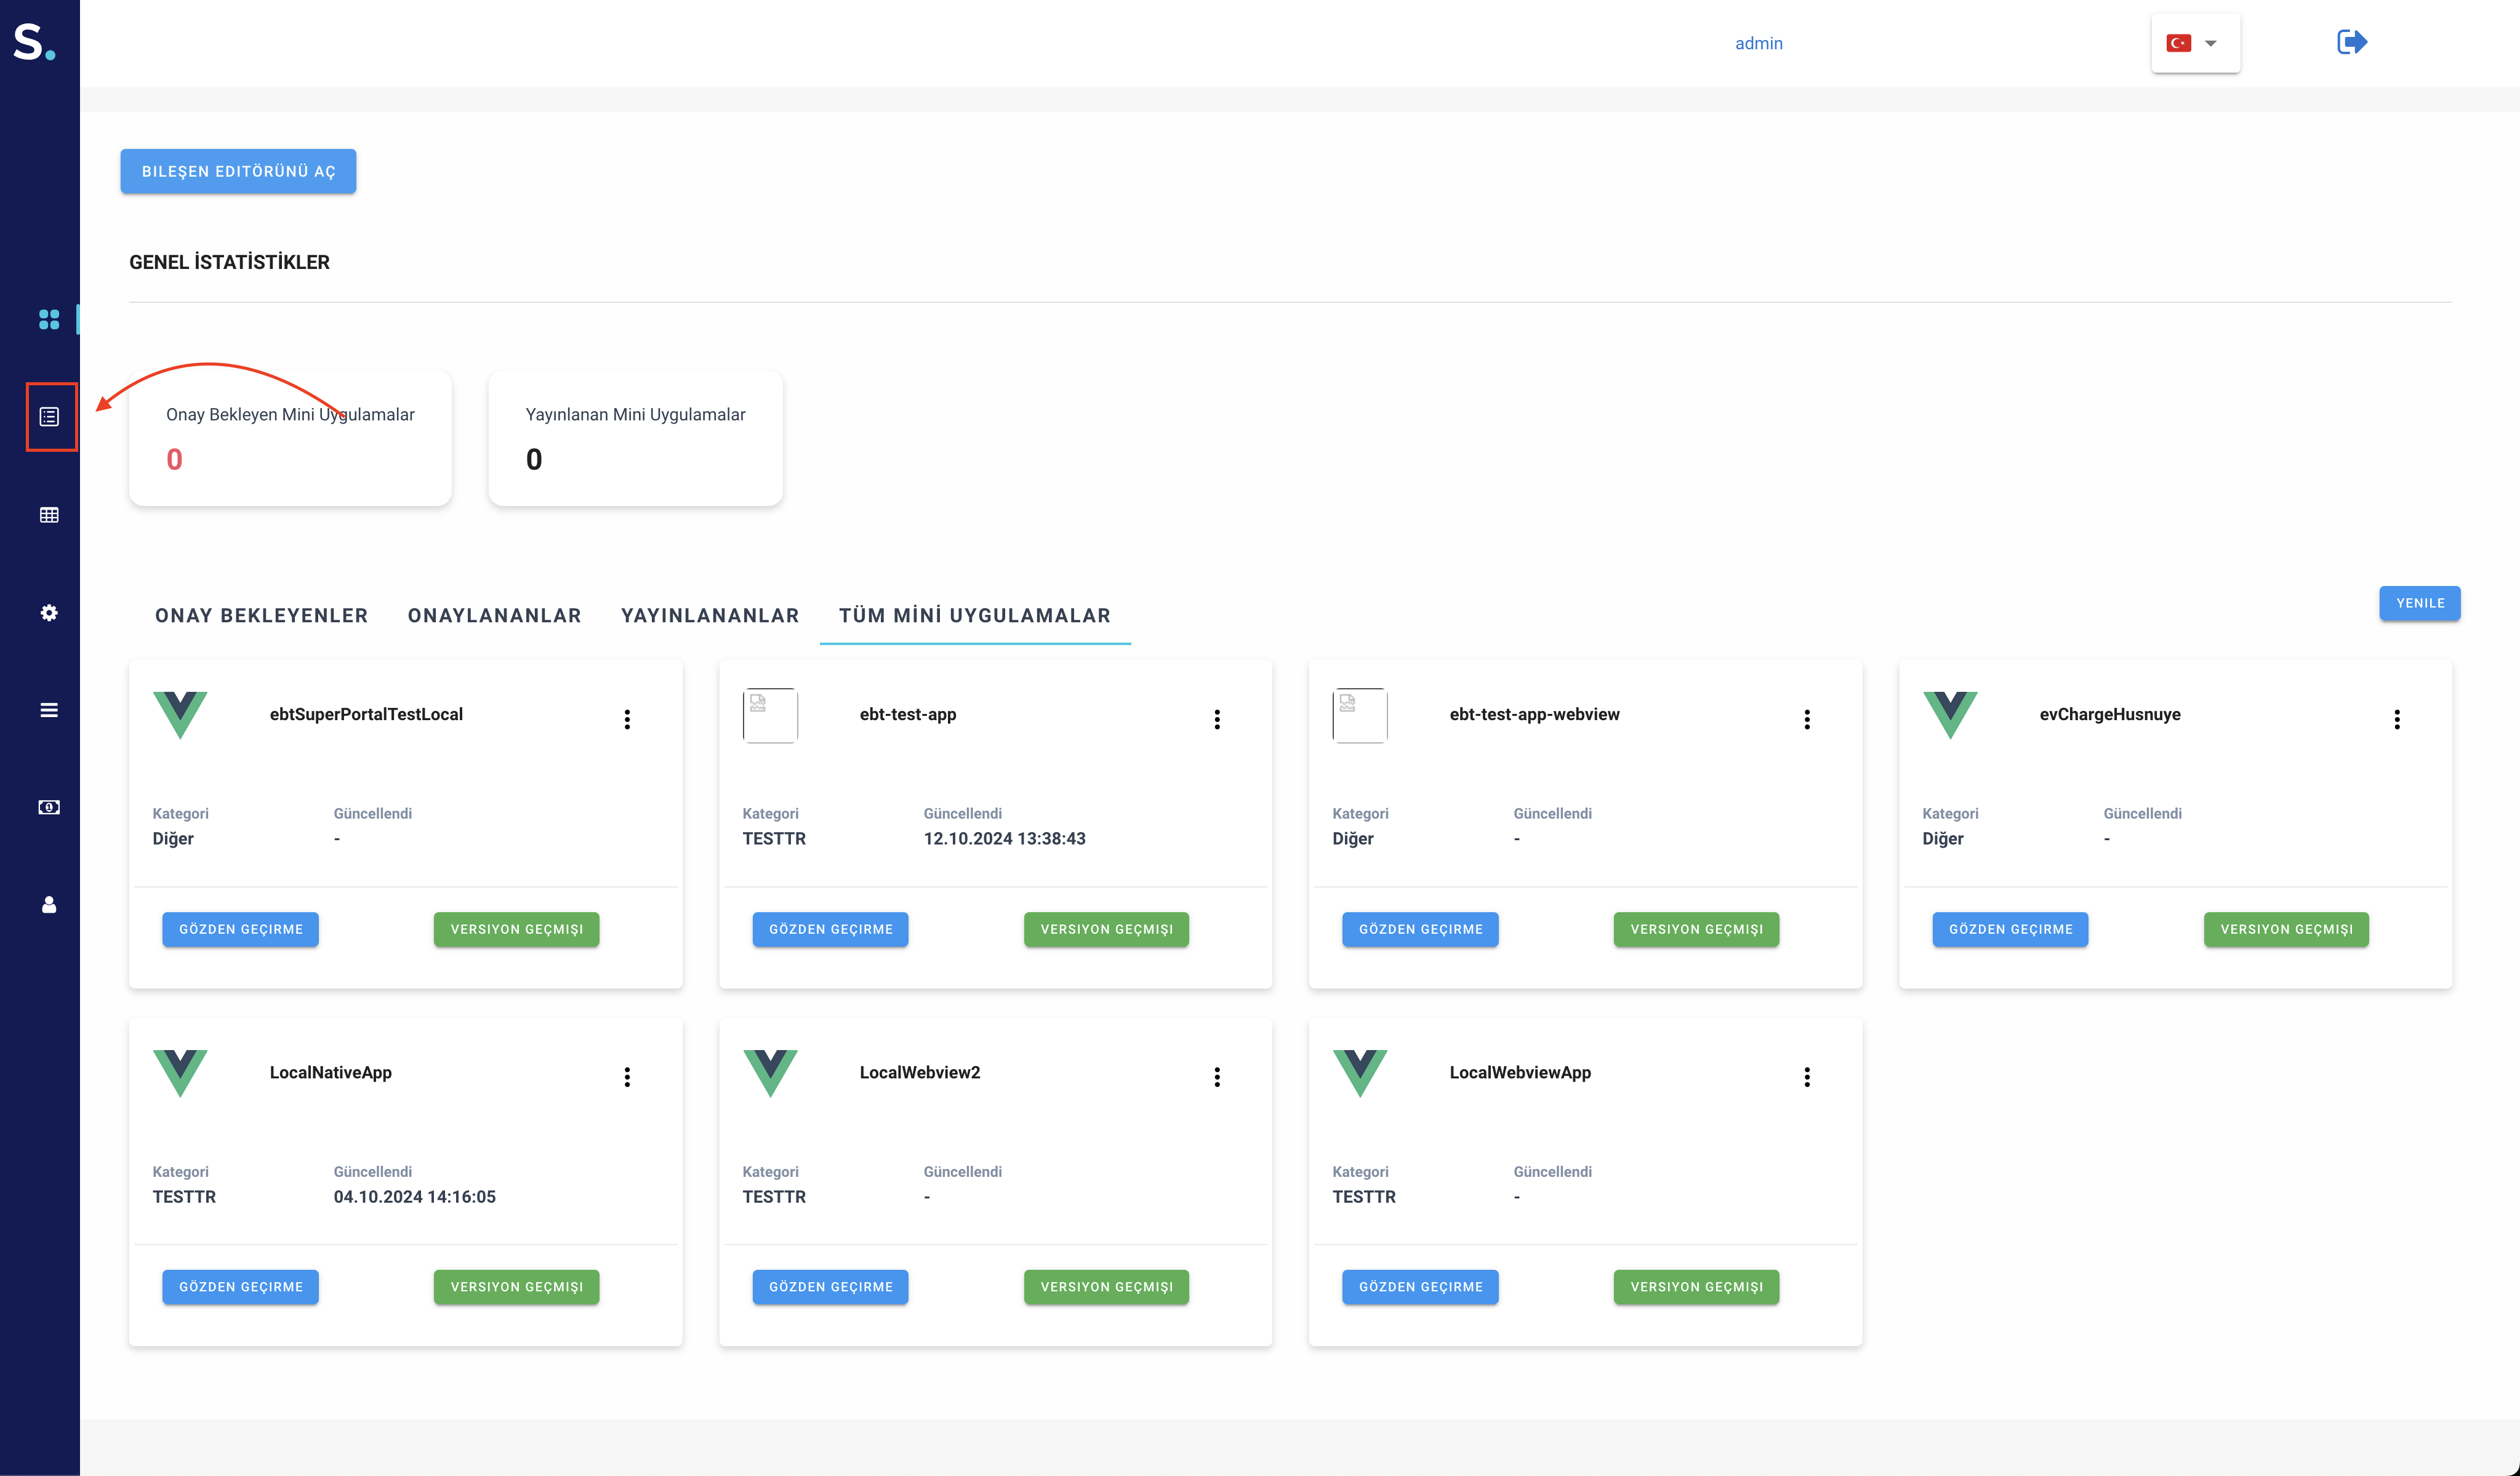 S.
admin
BILEŞEN EDITÖRÜNÜ AÇ
GENEL İSTATİSTİKLER
Onay Bekleyen Mini Uygulamalar
0
Yayınlanan Mini Uygulamalar
0
ONAY BEKLEYENLER ONAYLANANLAR YAYINLANANLAR TÜM MİNİ UYGULAMALAR
YENILE
ebtSuperPortalTestLocal
Kategori Güncellendi
Diğer -
GÖZDEN GEÇIRME VERSIYON GEÇMIŞI
ebt-test-app
Kategori Güncellendi
TESTTR 12.10.2024 13:38:43
GÖZDEN GEÇIRME VERSIYON GEÇMIŞI
ebt-test-app-webview
Kategori Güncellendi
Diğer -
GÖZDEN GEÇIRME VERSIYON GEÇMIŞI
evChargeHusnuye
Kategori Güncellendi
Diğer -
GÖZDEN GEÇIRME VERSIYON GEÇMIŞI
LocalNativeApp
Kategori Güncellendi
TESTTR 04.10.2024 14:16:05
GÖZDEN GEÇIRME VERSIYON GEÇMIŞI
LocalWebview2
Kategori Güncellendi
TESTTR -
GÖZDEN GEÇIRME VERSIYON GEÇMIŞI
LocalWebviewApp
Kategori Güncellendi
TESTTR -
GÖZDEN GEÇIRME VERSIYON GEÇMIŞI